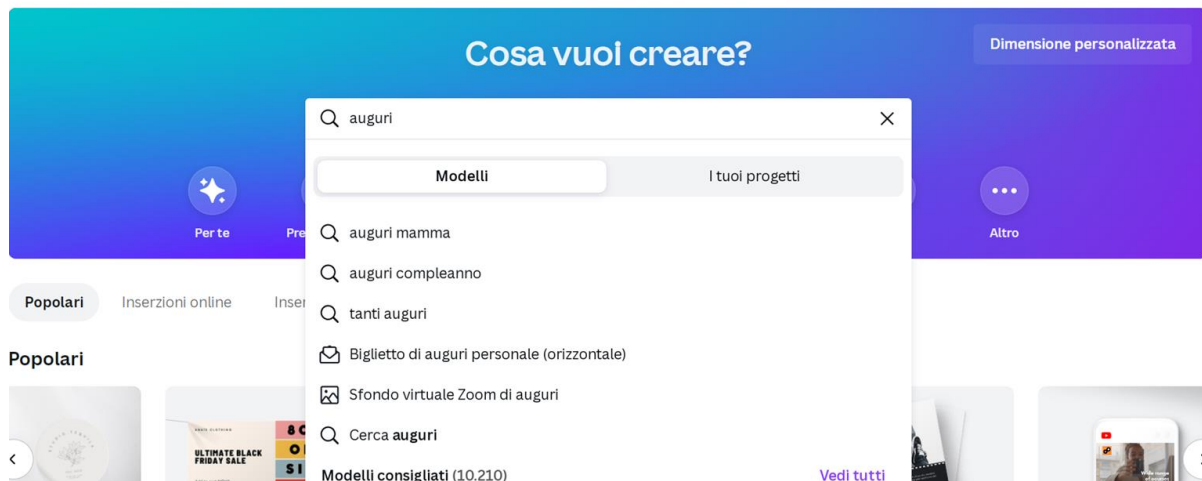 Cosa vuoi creare?
Dimensione personalizzata
auguri
Modelli
I tuoi progetti
Per te
Pre
Altro
auguri mamma
auguri compleanno
tanti auguri
Biglietto di auguri personale (orizzontale)
Sfondo virtuale Zoom di auguri
Cerca auguri
Modelli consigliati (10.210)
Vedi tutti
Popolari
Inserzioni online
Inser
Popolari
ULTIMATE BLACK
FRIDAY SALE